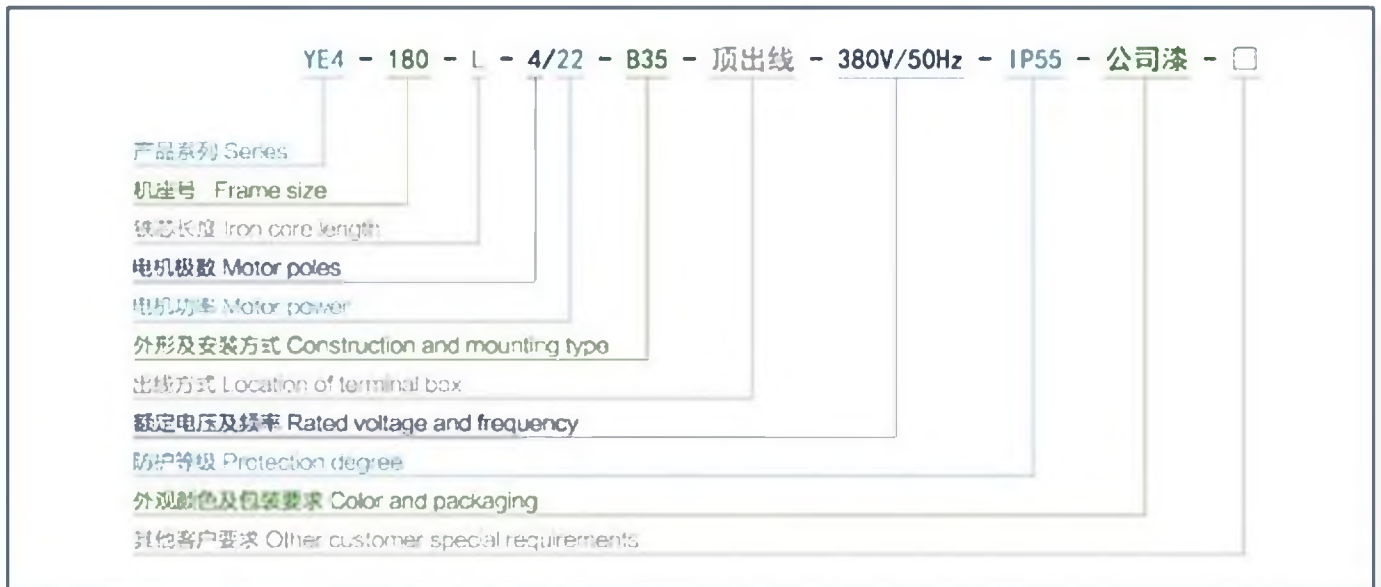 YE4 - 180 - L - 4/22 - B35 - 顶出线 - 380V/50Hz - IP55 - 公司漆 - □
产品系列 Series
机座号 Frame size
铁芯长度 Iron core length
电机极数 Motor poles
电机功率 Motor power
外形及安装方式 Construction and mounting type
出线方式 Location of terminal box
额定电压及频率 Rated voltage and frequency
防护等级 Protection degree
外观颜色及包装要求 Color and packaging
其他客户要求 Other customer special requirements